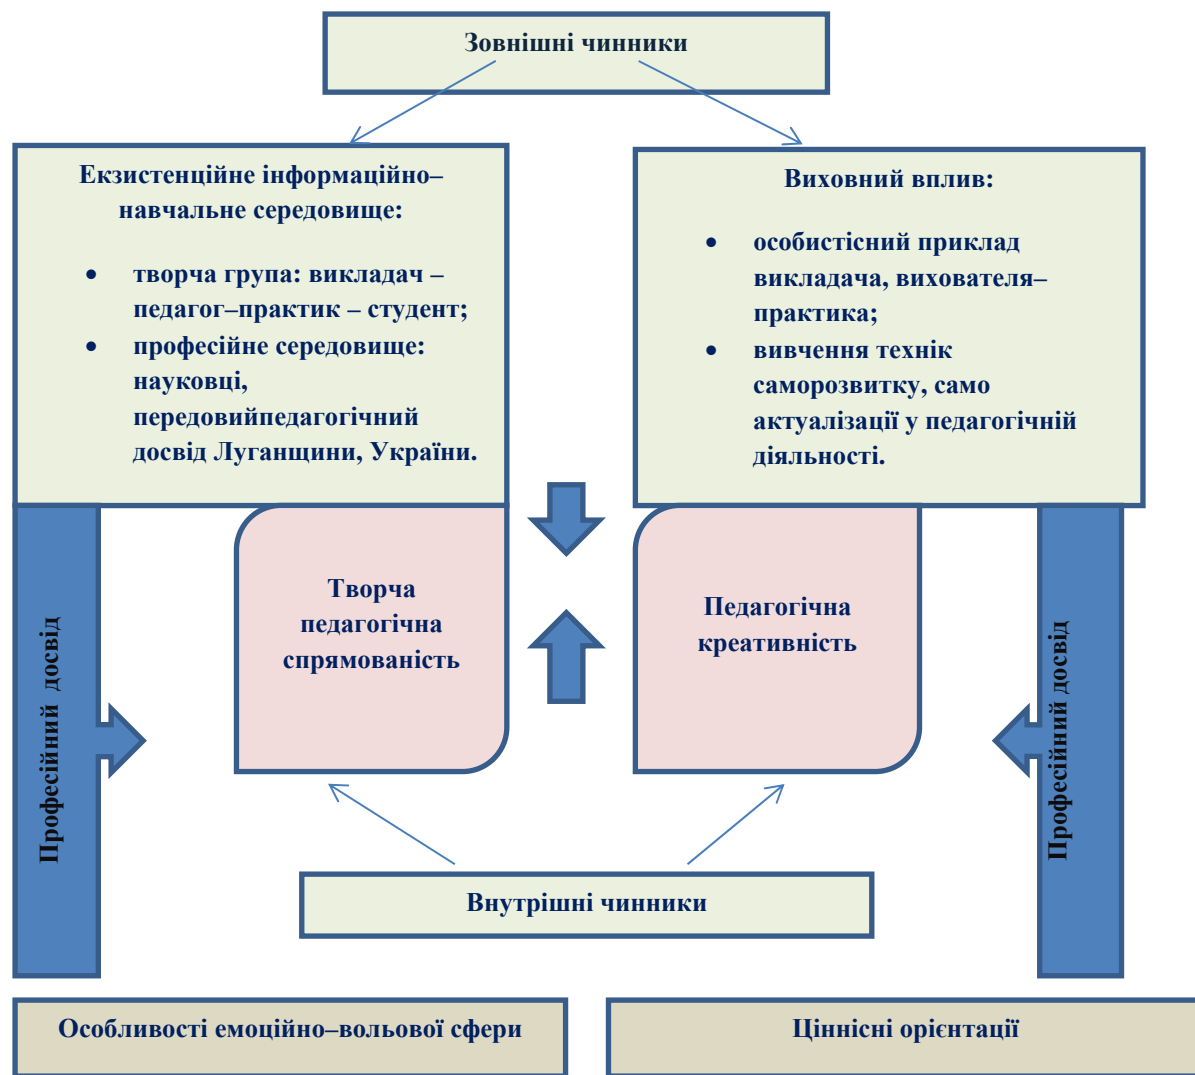 Зовнішні чинники
Екзистенційне інформаційно–
навчальне середовище:
• творча група: викладач –
педагог–практик – студент;
• професійне середовище:
науковці,
передовийпедагогічний
досвід Луганщини, України.
Виховний вплив:
• особистісний приклад
викладача, вихователя–
практика;
• вивчення технік
саморозвитку, само
актуалізації у педагогічній
діяльності.
Професійний досвід
Творча
педагогічна
спрямованість
Педагогічна
креативність
Професійний досвід
Внутрішні чинники
Особливості емоційно–вольової сфери
Ціннісні орієнтації